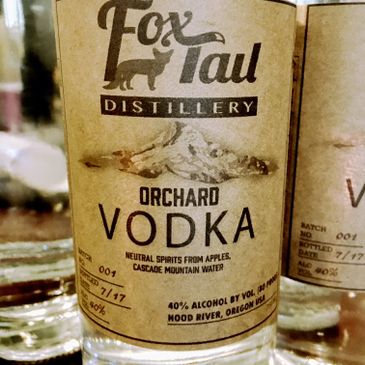 Fox
Tail
DISTILLERY
ORCHARD
VODKA
NEUTRAL SPIRITS FROM APPLES,
CASCADE MOUNTAIN WATER
BATCH
001
BOTTLED
DATE 7/17
ALC 40%
40% ALCOHOL BY VOL. (80 PROOF)
HOOD RIVER, OREGON USA
V
BATCH
NO. 001
BOTTLED
DATE 7/17
ALC
VOL 40%